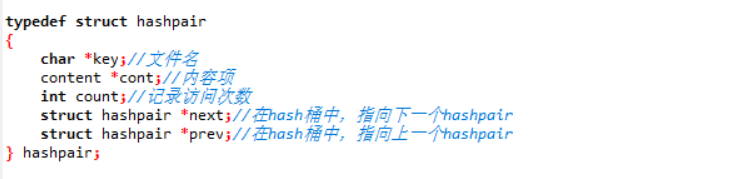 typedef struct hashpair
{
    char *key;//文件名
    content *cont;//内容项
    int count;//记录访问次数
    struct hashpair *next;//在hash桶中，指向下一个hashpair
    struct hashpair *prev;//在hash桶中，指向上一个hashpair
} hashpair;